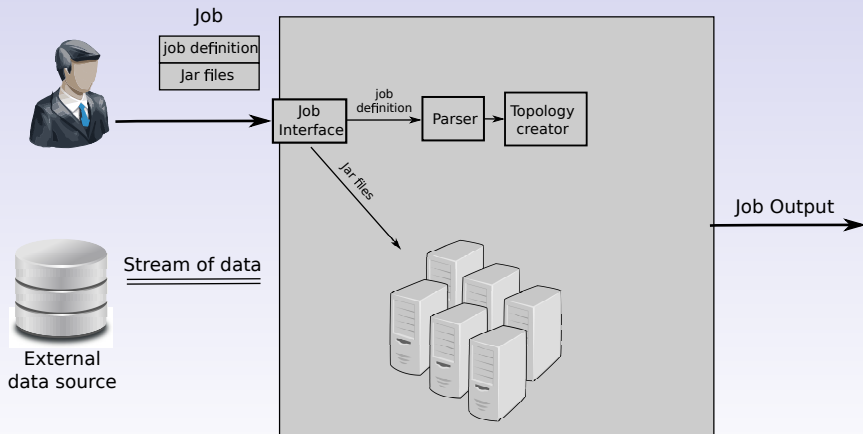 Job
job definition
Jar files
Job
Interface
job
definition
Parser
Topology
creator
Jar files
Job Output
Stream of data
External
data source